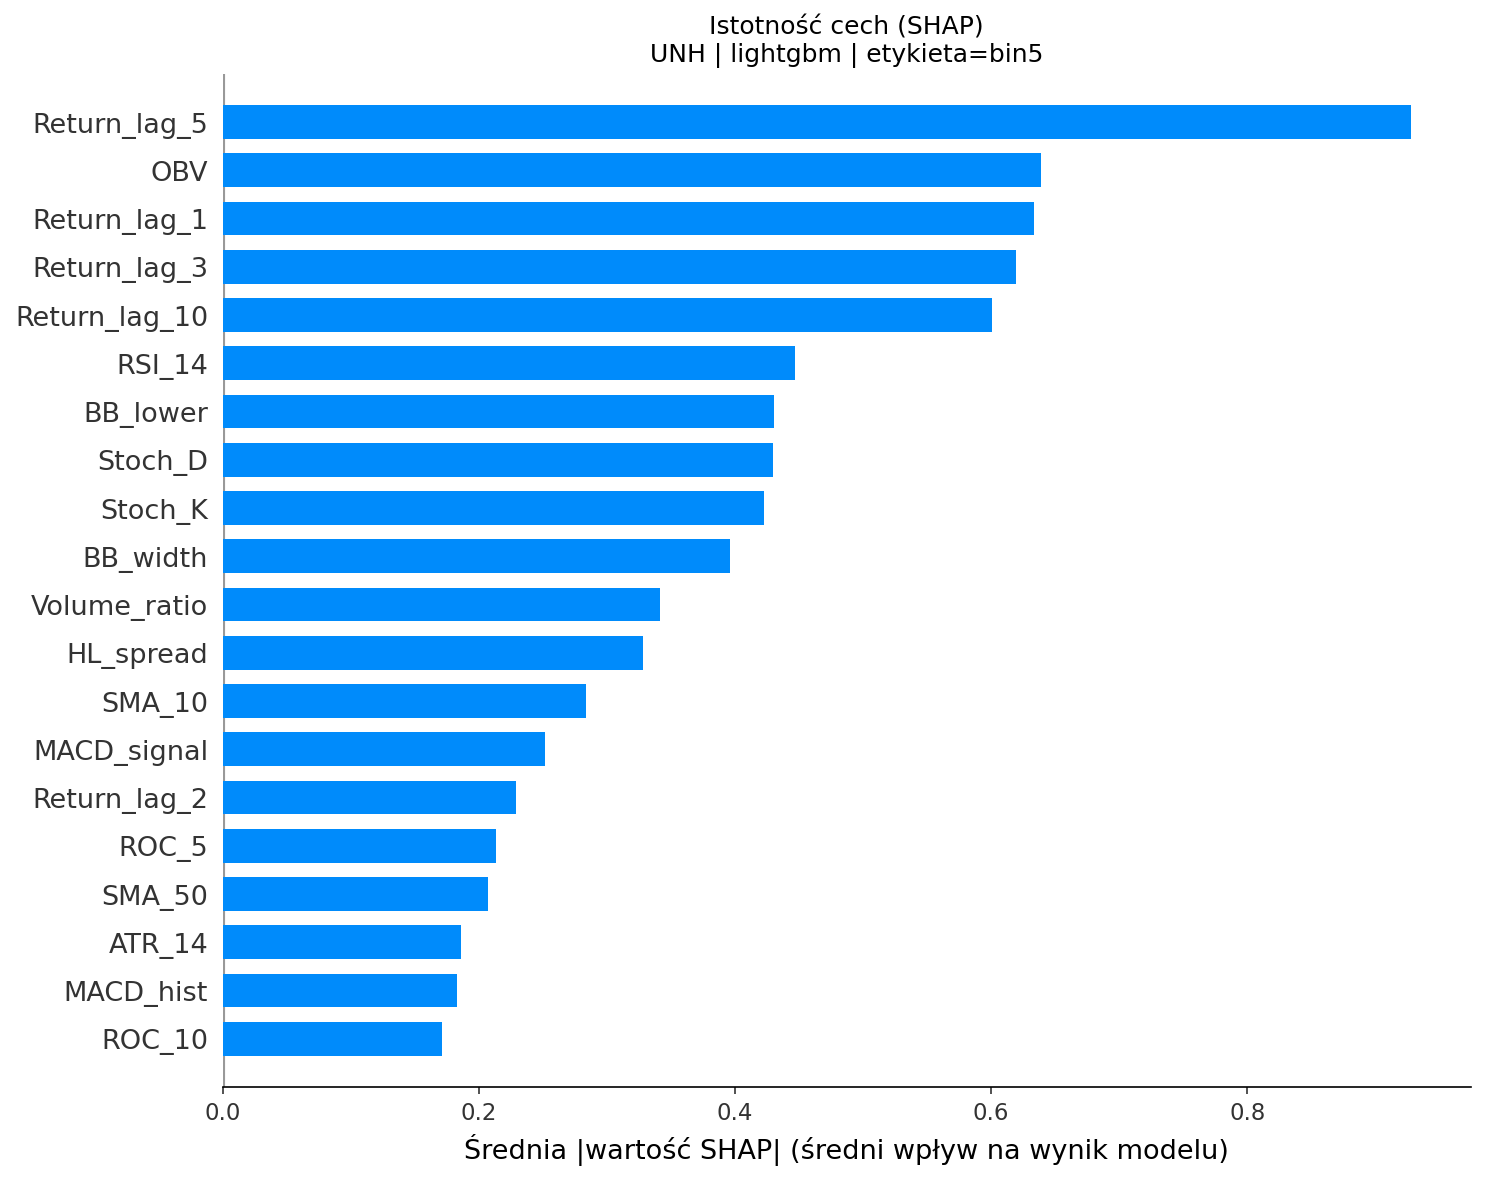 Istotność cech (SHAP)
UNH | lightgbm | etykieta=bin5
Return_lag_5
OBV
Return_lag_1
Return_lag_3
Return_lag_10
RSI_14
BB_lower
Stoch_D
Stoch_K
BB_width
Volume_ratio
HL_spread
SMA_10
MACD_signal
Return_lag_2
ROC_5
SMA_50
ATR_14
MACD_hist
ROC_10
0.0 0.2 0.4 0.6 0.8
Średnia |wartość SHAP| (średni wpływ na wynik modelu)